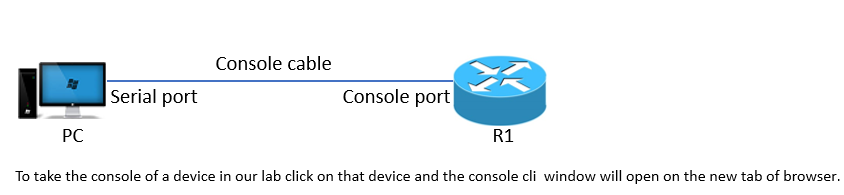 Console cable
Serial port Console port
PC R1
To take the console of a device in our lab click on that device and the console cli window will open on the new tab of browser.